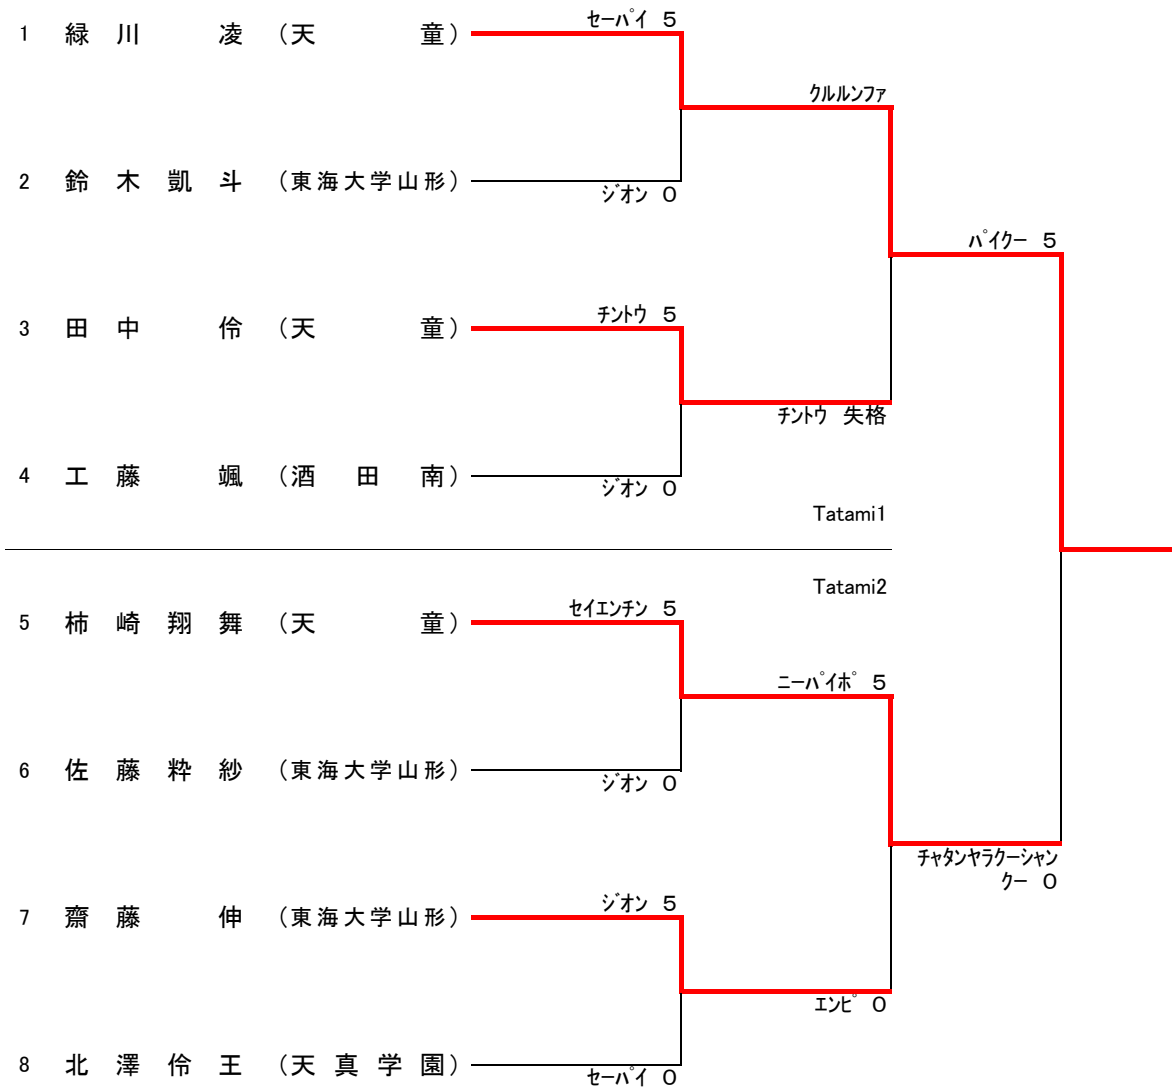 セーパイ 5
1 緑川 凌 (天 童)
クルルンファ
2 鈴木凱斗 (東海大学山形)
ジオン 0
パイクー 5
チントウ 5
3 田中 伶 (天 童)
チントウ 失格
4 工藤 颯 (酒田南)
ジオン 0
Tatami1
Tatami2
セイエンチン 5
5 柿崎翔舞 (天 童)
ニーパイポ 5
6 佐藤粋紗 (東海大学山形)
ジオン 0
チャタンヤラクーシャン
クー 0
ジオン 5
7 齋藤 伸 (東海大学山形)
エンピ 0
8 北澤伶王 (天真学園)
セーパイ 0